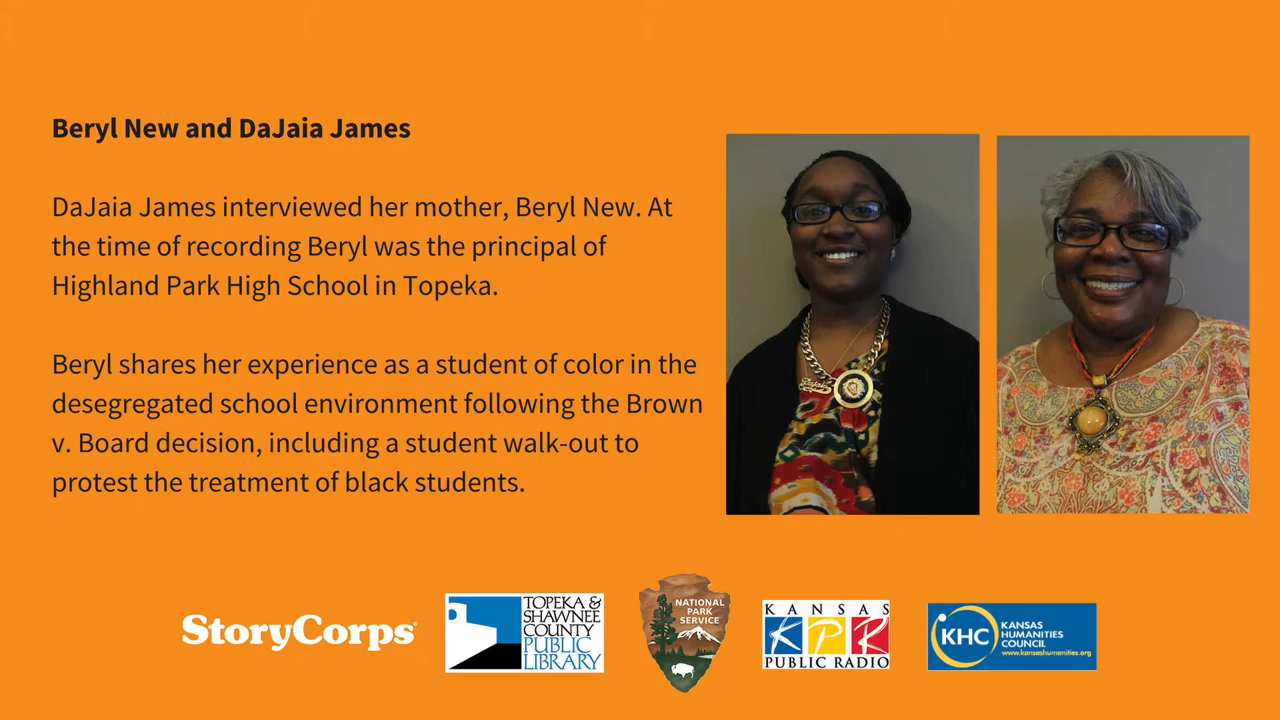 Beryl New and DaJaia James
DaJaia James interviewed her mother, Beryl New. At
the time of recording Beryl was the principal of
Highland Park High School in Topeka.
Beryl shares her experience as a student of color in the
desegregated school environment following the Brown
v. Board decision, including a student walk-out to
protest the treatment of black students.
StoryCorps
TOPEKA &
SHAWNEE
COUNTY
PUBLIC
LIBRARY
NATIONAL
PARK
SERVICE
KANSAS
KPR
PUBLIC RADIO
KHC
KANSAS
HUMANITIES
COUNCIL
www.kansashumanities.org